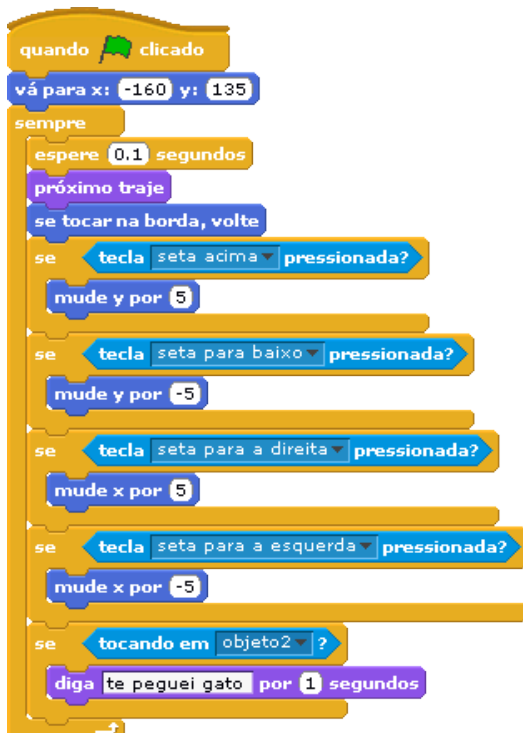 quando clicado
vá para x: -160 y: 135
sempre
espere 0.1 segundos
próximo traje
se tocar na borda, volte
se tecla seta acima pressionada?
mude y por 5
se tecla seta para baixo pressionada?
mude y por -5
se tecla seta para a direita pressionada?
mude x por 5
se tecla seta para a esquerda pressionada?
mude x por -5
se tocando em objeto2 ?
diga te peguei gato por 1 segundos